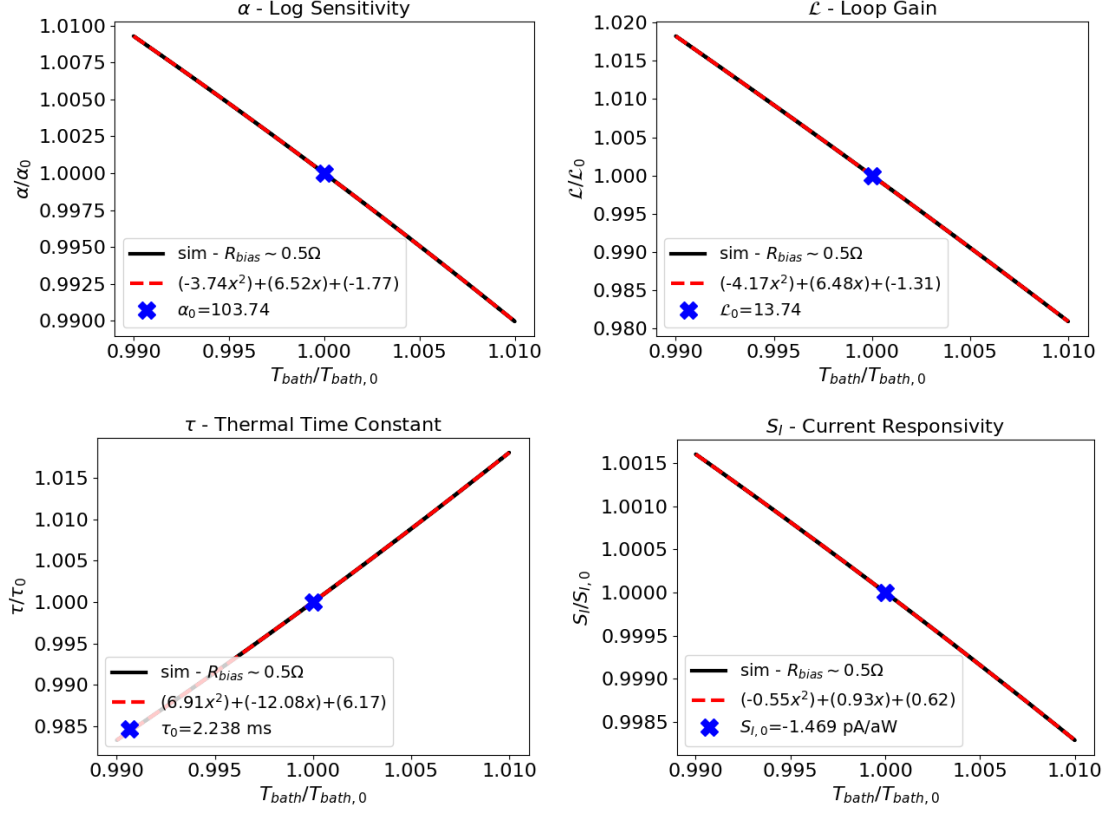 α - Log Sensitivity
α/α₀
1.0100
1.0075
1.0050
1.0025
1.0000
0.9975
0.9950
0.9925
0.9900
sim - R_bias ~ 0.5Ω
(-3.74x²)+(6.52x)+(-1.77)
α₀=103.74
0.990 0.995 1.000 1.005 1.010
T_bath/T_bath,0
ℒ - Loop Gain
ℒ/ℒ₀
1.020
1.015
1.010
1.005
1.000
0.995
0.990
0.985
0.980
sim - R_bias ~ 0.5Ω
(-4.17x²)+(6.48x)+(-1.31)
ℒ₀=13.74
0.990 0.995 1.000 1.005 1.010
T_bath/T_bath,0
τ - Thermal Time Constant
τ/τ₀
1.015
1.010
1.005
1.000
0.995
0.990
0.985
sim - R_bias ~ 0.5Ω
(6.91x²)+(-12.08x)+(6.17)
τ₀=2.238 ms
0.990 0.995 1.000 1.005 1.010
T_bath/T_bath,0
S_I - Current Responsivity
S_I/S_I,0
1.0015
1.0010
1.0005
1.0000
0.9995
0.9990
0.9985
sim - R_bias ~ 0.5Ω
(-0.55x²)+(0.93x)+(0.62)
S_I,0=-1.469 pA/aW
0.990 0.995 1.000 1.005 1.010
T_bath/T_bath,0